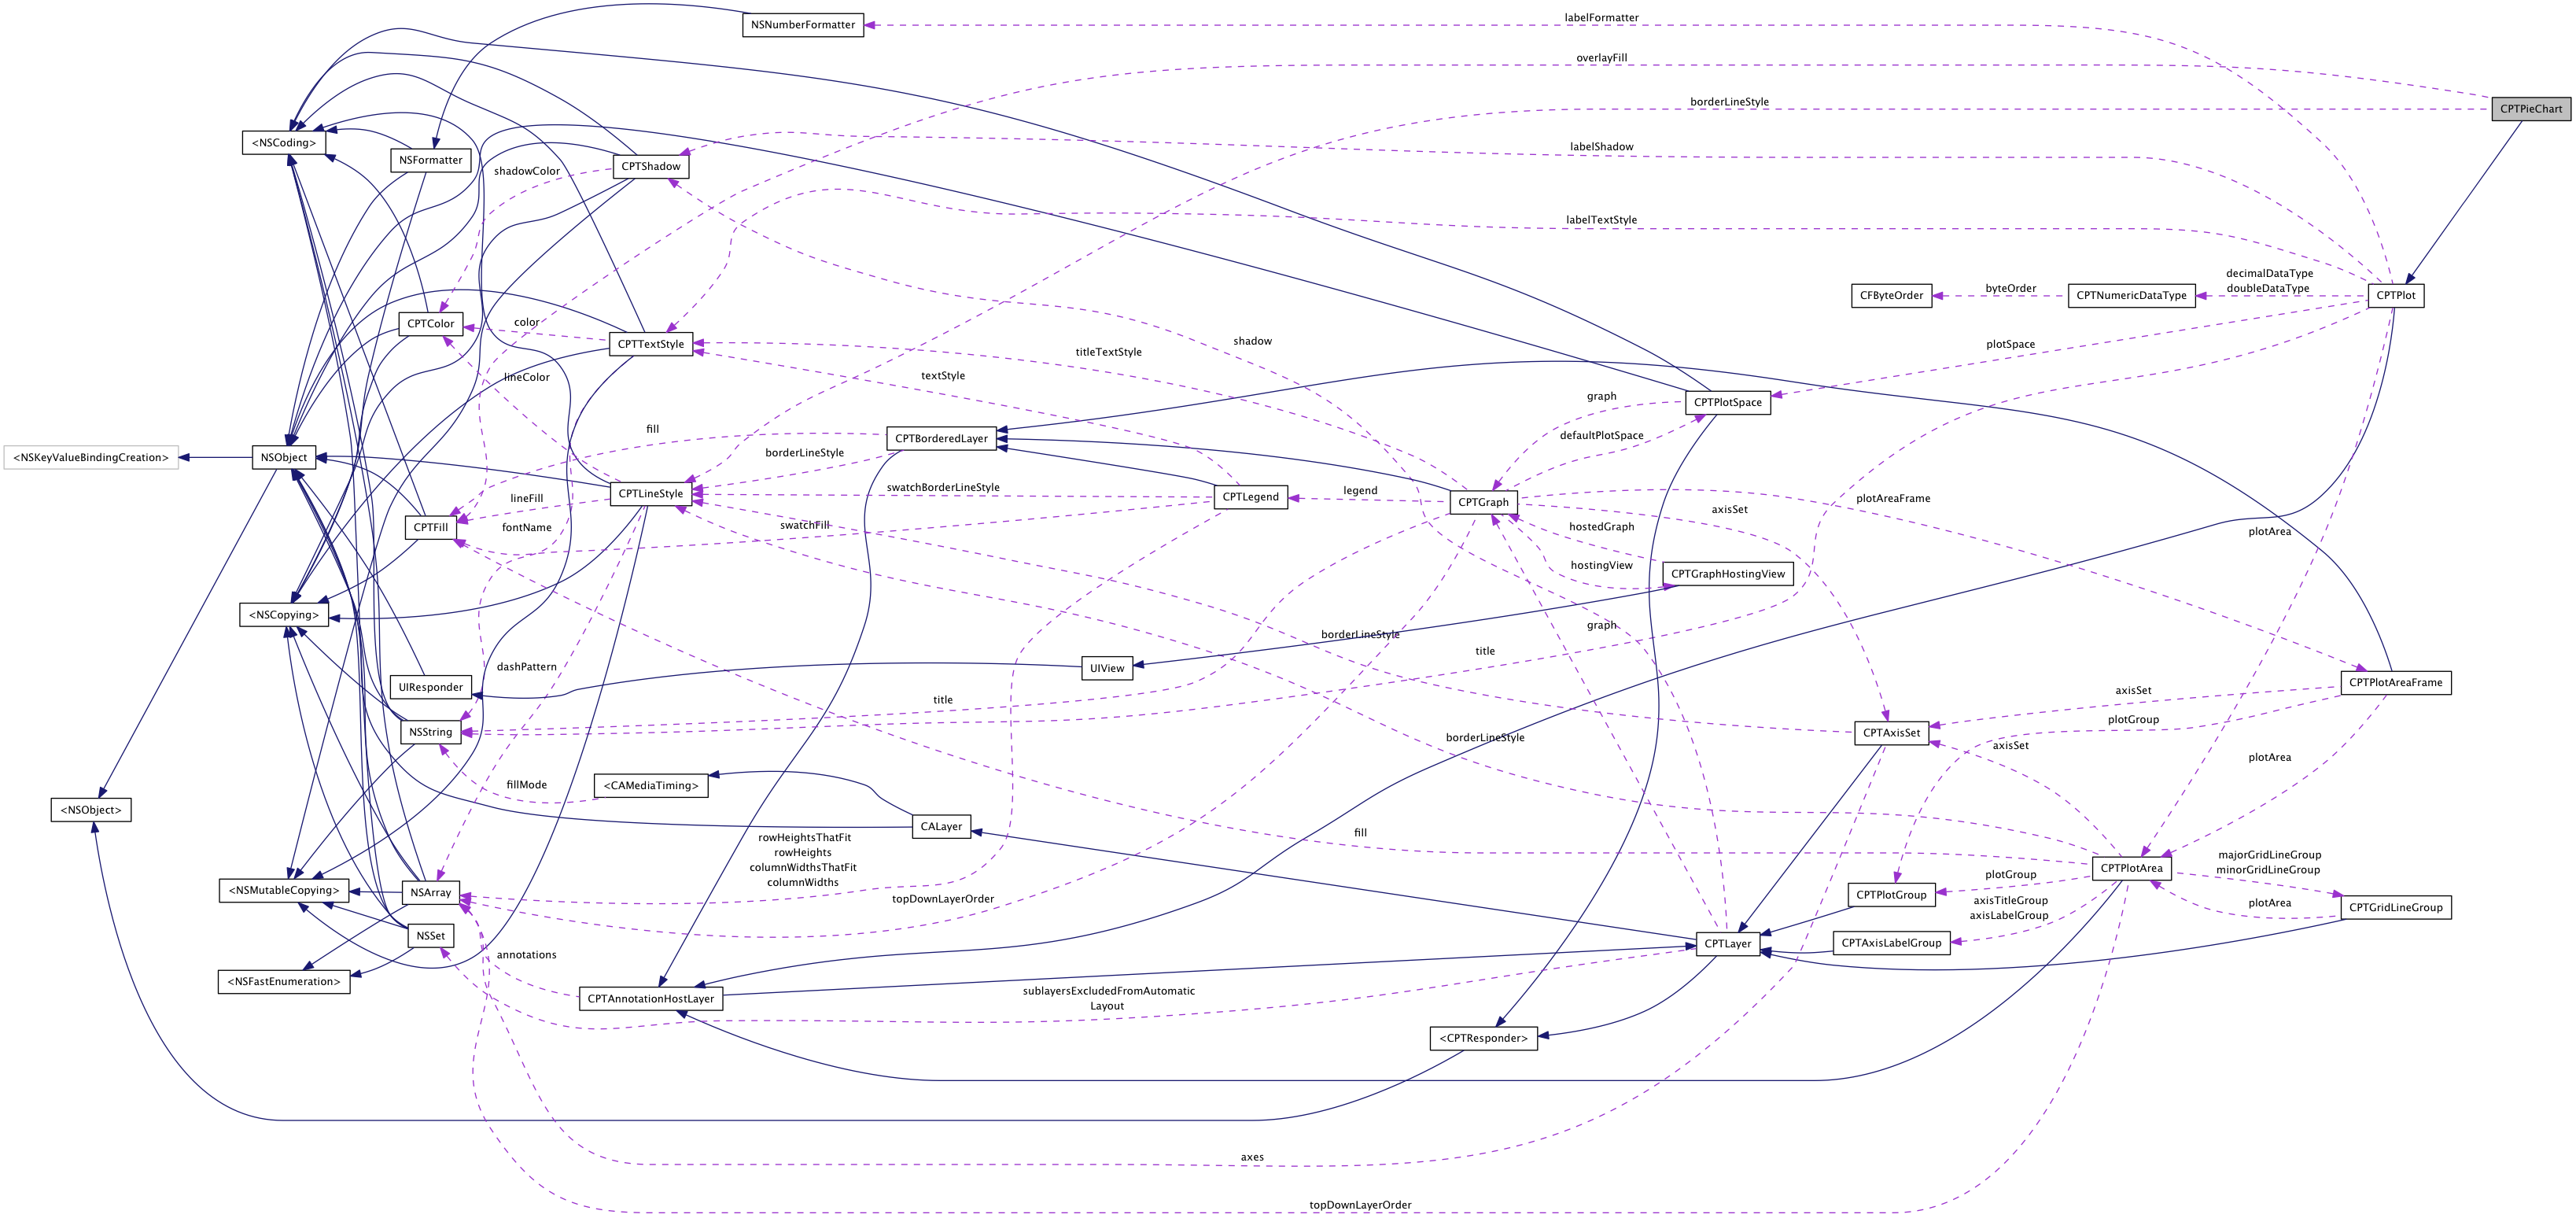 NSNumberFormatter
labelFormatter
overlayFill
borderLineStyle
CPTPieChart
<NSCoding>
NSFormatter
CPTShadow
labelShadow
shadowColor
labelTextStyle
decimalDataType
doubleDataType
byteOrder
CFByteOrder
CPTNumericDataType
CPTPlot
CPTColor
color
CPTTextStyle
titleTextStyle
shadow
plotSpace
textStyle
lineColor
graph
CPTPlotSpace
fill
CPTBorderedLayer
defaultPlotSpace
borderLineStyle
<NSKeyValueBindingCreation>
NSObject
CPTLineStyle
swatchBorderLineStyle
CPTLegend
legend
CPTGraph
plotAreaFrame
lineFill
axisSet
CPTFill
fontName
swatchFill
hostedGraph
plotArea
hostingView
CPTGraphHostingView
<NSCopying>
borderLineStyle
graph
title
dashPattern
UIView
UIResponder
CPTPlotAreaFrame
axisSet
title
plotGroup
NSString
CPTAxisSet
borderLineStyle
axisSet
plotArea
fillMode
<CAMediaTiming>
<NSObject>
CALayer
fill
rowHeightsThatFit
rowHeights
columnWidthsThatFit
columnWidths
majorGridLineGroup
minorGridLineGroup
CPTPlotArea
plotGroup
<NSMutableCopying>
NSArray
topDownLayerOrder
CPTPlotGroup
axisTitleGroup
axisLabelGroup
plotArea
CPTGridLineGroup
NSSet
CPTLayer
CPTAxisLabelGroup
annotations
<NSFastEnumeration>
CPTAnnotationHostLayer
sublayersExcludedFromAutomatic
Layout
<CPTResponder>
axes
topDownLayerOrder